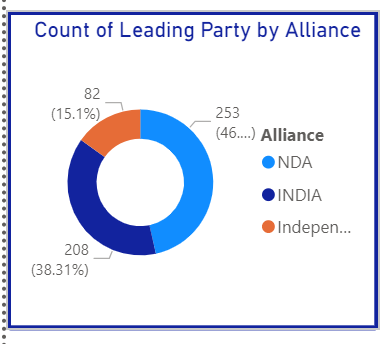 Count of Leading Party by Alliance
82
(15.1%)
253
(46....)
Alliance
NDA
INDIA
Indepen...
208
(38.31%)